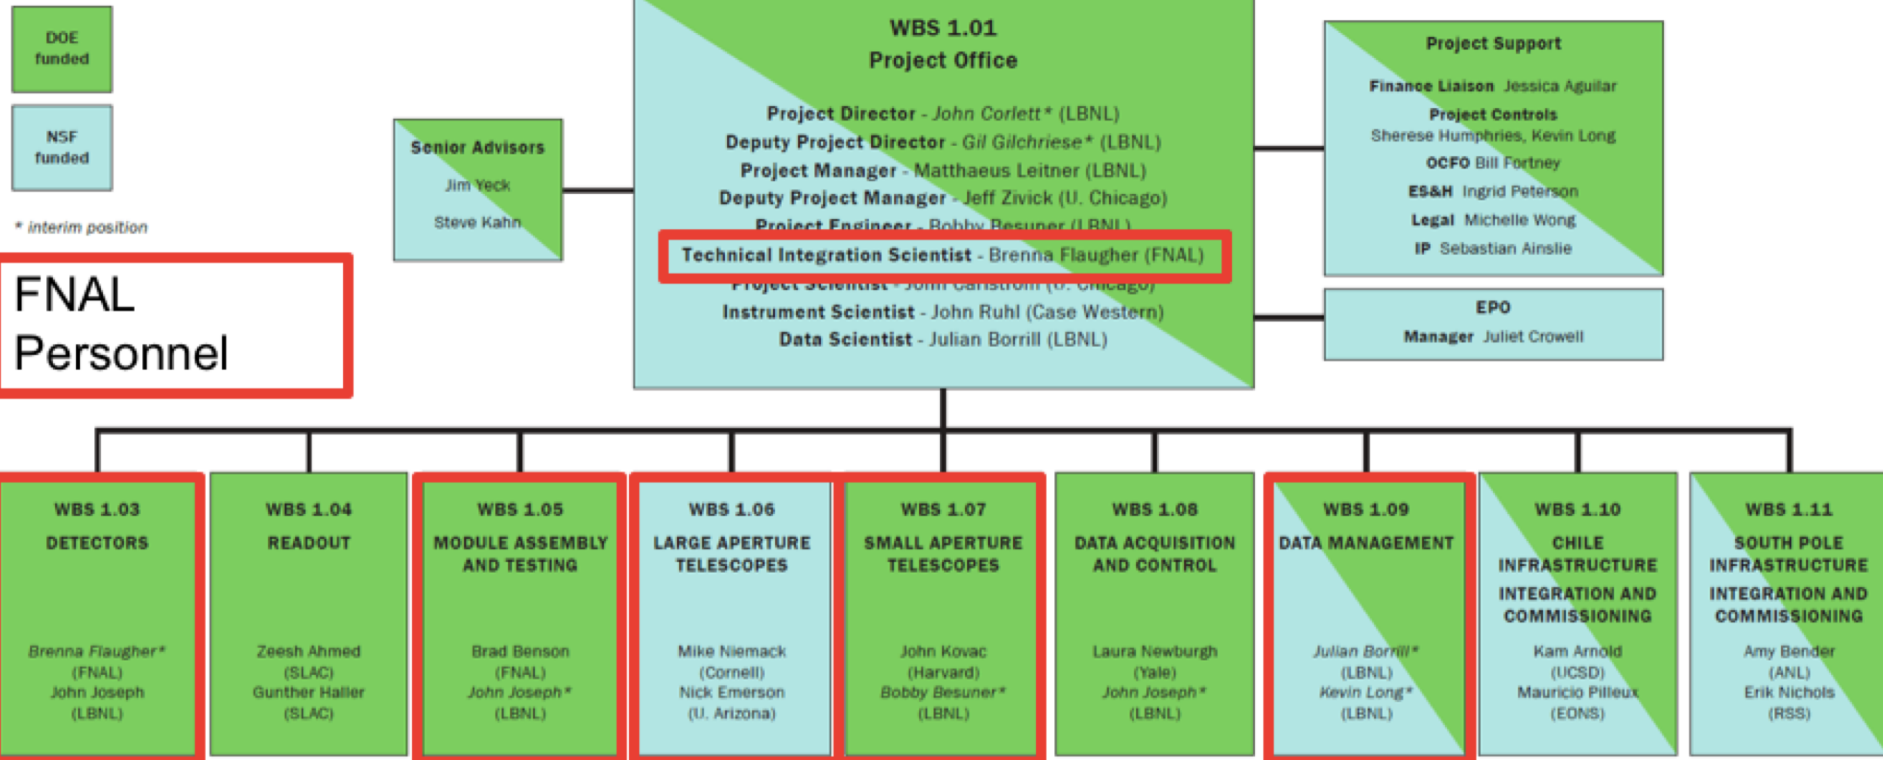 DOE
funded
NSF
funded
* interim position
FNAL
Personnel
Senior Advisors
Jim Yeck
Steve Kahn
WBS 1.01
Project Office
Project Director - John Corlett* (LBNL)
Deputy Project Director - Gil Gilchriese* (LBNL)
Project Manager - Matthaeus Leitner (LBNL)
Deputy Project Manager - Jeff Zivick (U. Chicago)
Project Engineer - Bobby Besuner (LBNL)
Technical Integration Scientist - Brenna Flaugher (FNAL)
Project Scientist - John Carlstrom (U. Chicago)
Instrument Scientist - John Ruhl (Case Western)
Data Scientist - Julian Borrill (LBNL)
Project Support
Finance Liaison Jessica Aguilar
Project Controls
Sherese Humphries, Kevin Long
OCFO Bill Fortney
ES&H Ingrid Peterson
Legal Michelle Wong
IP Sebastian Ainslie
EPO
Manager Juliet Crowell
WBS 1.03
DETECTORS
Brenna Flaugher*
(FNAL)
John Joseph
(LBNL)
WBS 1.04
READOUT
Zeesh Ahmed
(SLAC)
Gunther Haller
(SLAC)
WBS 1.05
MODULE ASSEMBLY
AND TESTING
Brad Benson
(FNAL)
John Joseph*
(LBNL)
WBS 1.06
LARGE APERTURE
TELESCOPES
Mike Niemack
(Cornell)
Nick Emerson
(U. Arizona)
WBS 1.07
SMALL APERTURE
TELESCOPES
John Kovac
(Harvard)
Bobby Besuner*
(LBNL)
WBS 1.08
DATA ACQUISITION
AND CONTROL
Laura Newburgh
(Yale)
John Joseph*
(LBNL)
WBS 1.09
DATA MANAGEMENT
Julian Borrill*
(LBNL)
Kevin Long*
(LBNL)
WBS 1.10
CHILE
INFRASTRUCTURE
INTEGRATION AND
COMMISSIONING
Kam Arnold
(UCSD)
Mauricio Pilleux
(EONS)
WBS 1.11
SOUTH POLE
INFRASTRUCTURE
INTEGRATION AND
COMMISSIONING
Amy Bender
(ANL)
Erik Nichols
(RSS)